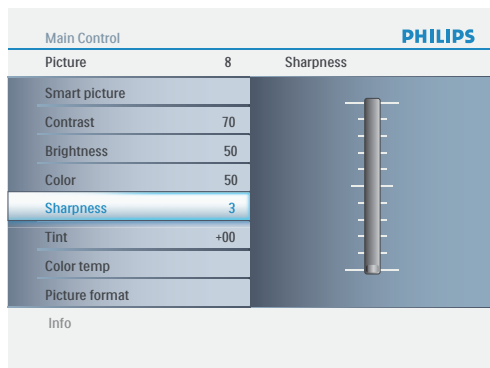 Main Control
PHILIPS
Picture 8 Sharpness
Smart picture
Contrast 70
Brightness 50
Color 50
Sharpness 3
Tint +00
Color temp
Picture format
Info